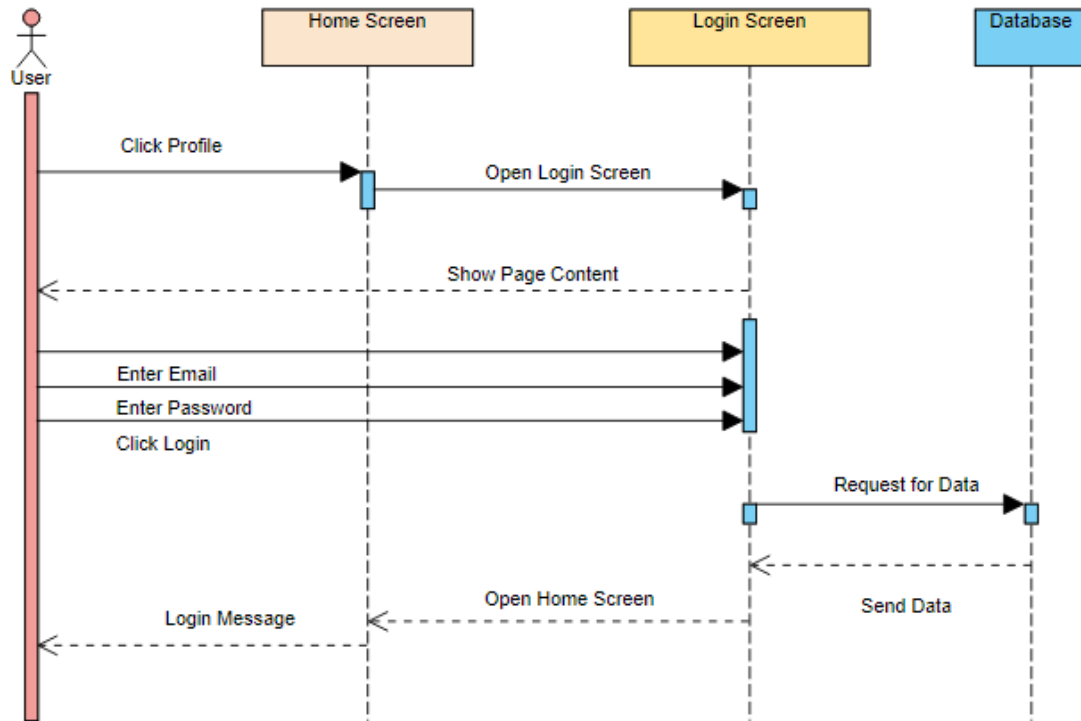 Home Screen
Login Screen
Database
User
Click Profile
Open Login Screen
Show Page Content
Enter Email
Enter Password
Click Login
Request for Data
Send Data
Open Home Screen
Login Message